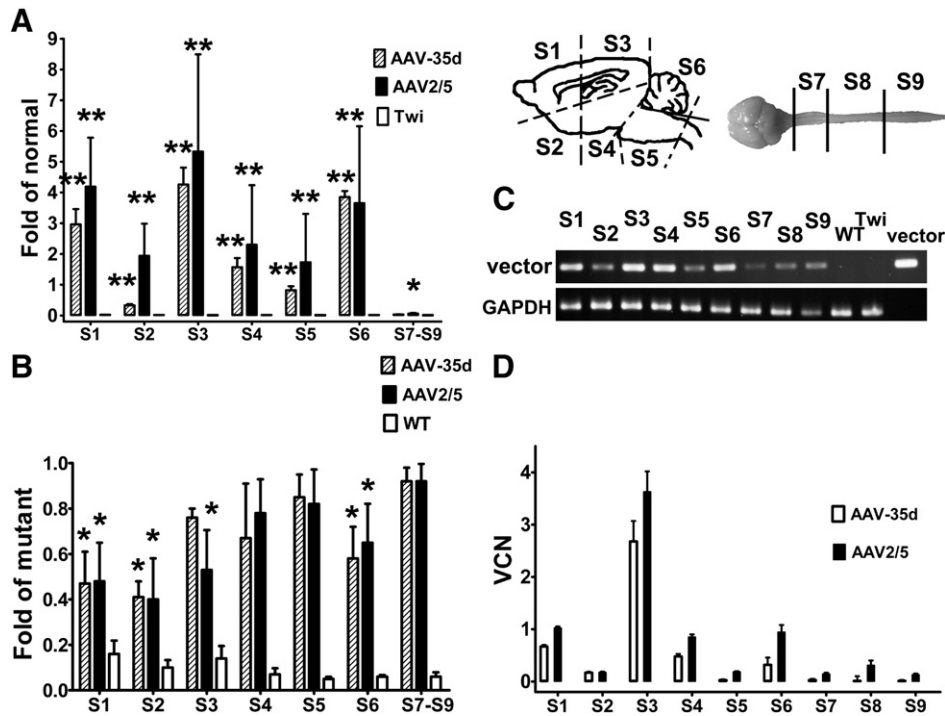 A
Fold of normal
9
8
7
6
5
4
3
2
1
0
** ** ** ** ** ** ** ** ** ** ** ** *
AAV-35d
AAV2/5
Twi
S1 S2 S3 S4 S5 S6 S7-S9
S1 S3 S6
S2 S4 S5
S7 S8 S9
C
S1 S2 S3 S4 S5 S6 S7 S8 S9 WT Twi vector
vector
GAPDH
B
AAV-35d
AAV2/5
WT
Fold of mutant
1.0
0.8
0.6
0.4
0.2
0.0
* * * * * * *
S1 S2 S3 S4 S5 S6 S7-S9
D
VCN
4
3
2
1
0
AAV-35d
AAV2/5
S1 S2 S3 S4 S5 S6 S7 S8 S9